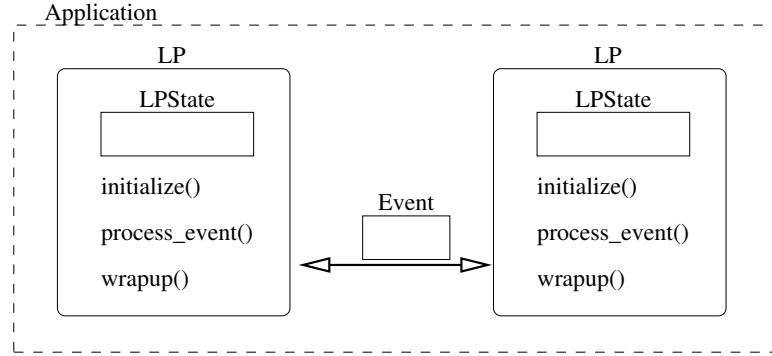 Application
LP
LPState
initialize()
process_event()
wrapup()
Event
LP
LPState
initialize()
process_event()
wrapup()